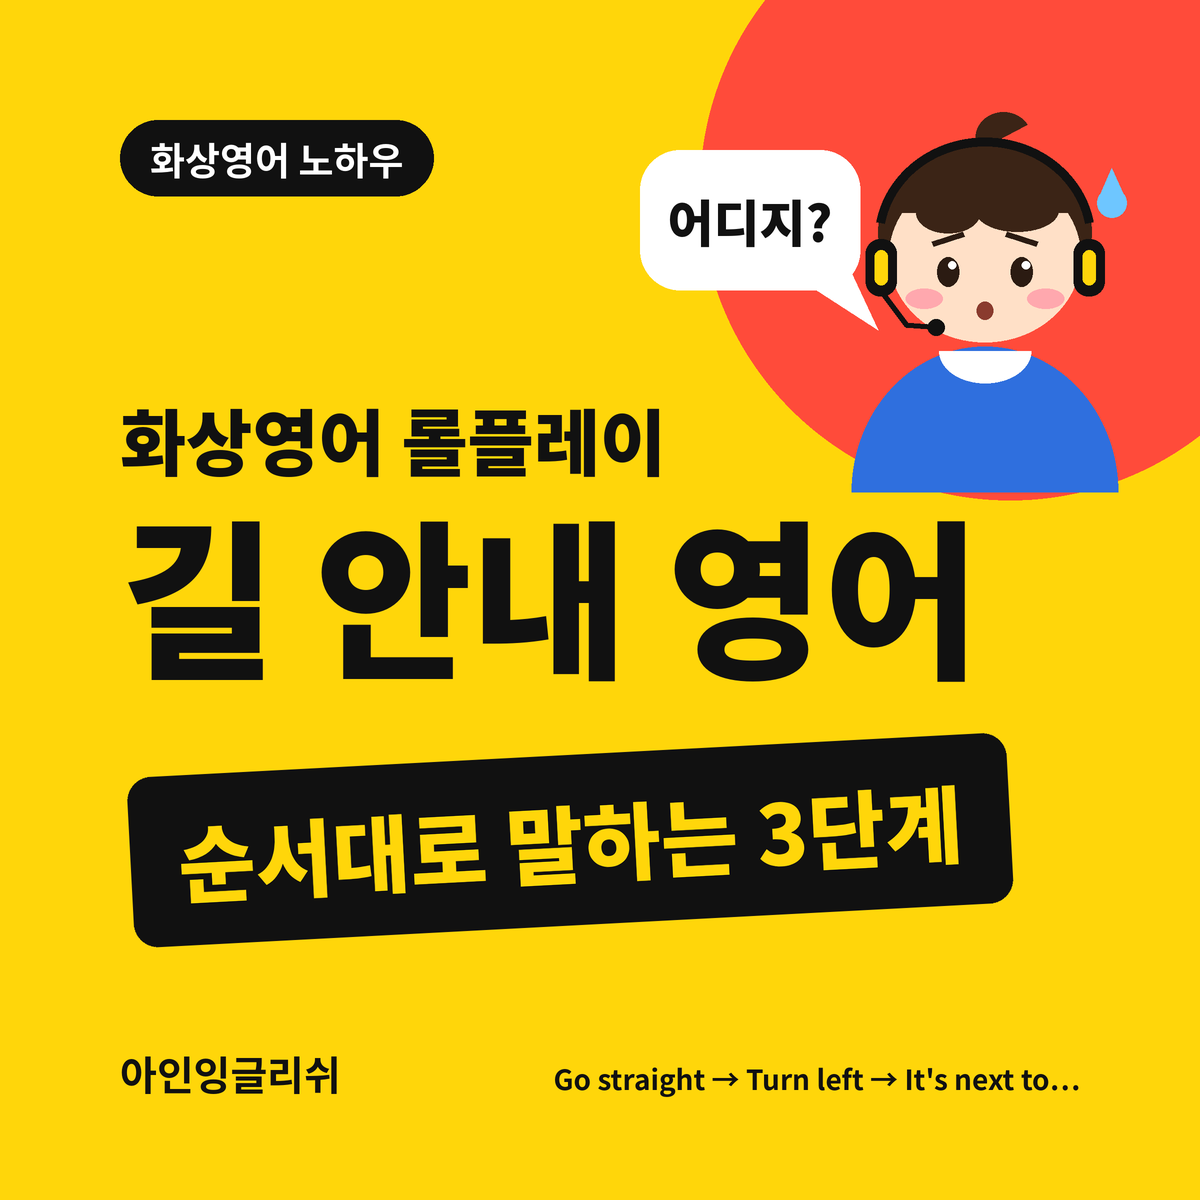 화상영어 노하우
어디지?
화상영어 롤플레이
길 안내 영어
순서대로 말하는 3단계
아인잉글리쉬
Go straight → Turn left → It's next to...